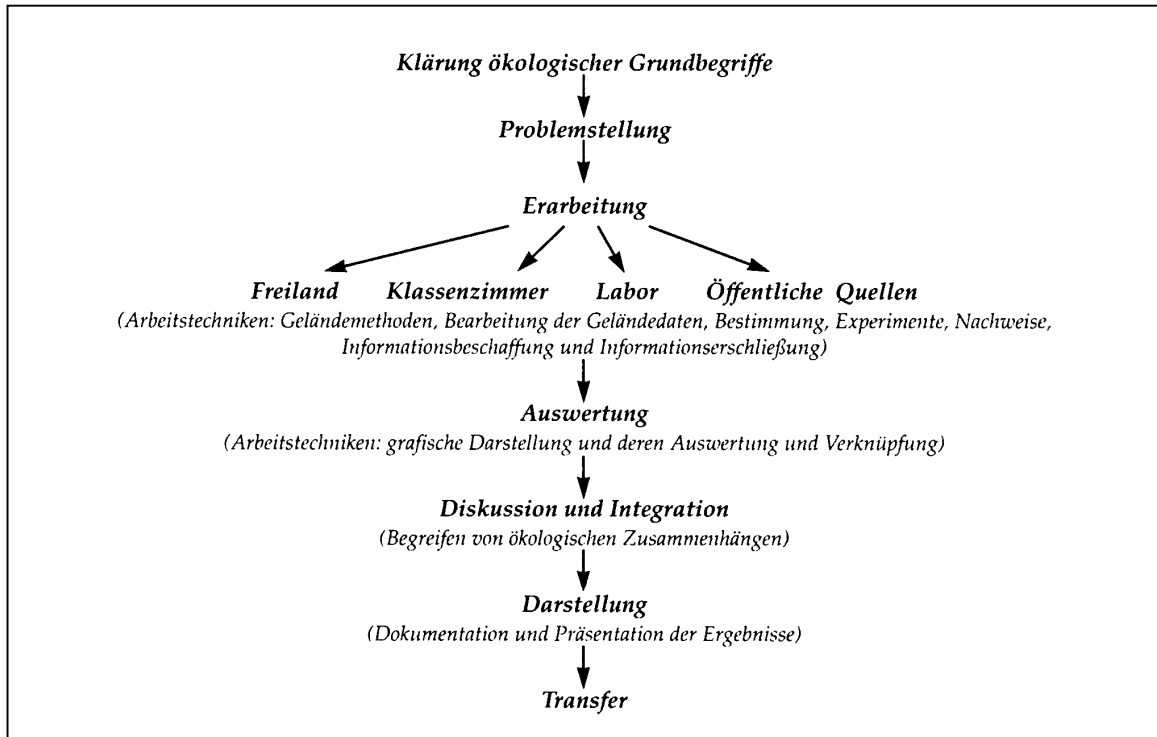 Klärung ökologischer Grundbegriffe
Problemstellung
Erarbeitung
Freiland Klassenzimmer Labor Öffentliche Quellen
(Arbeitstechniken: Geländemethoden, Bearbeitung der Geländedaten, Bestimmung, Experimente, Nachweise,
Informationsbeschaffung und Informationserschließung)
Auswertung
(Arbeitstechniken: grafische Darstellung und deren Auswertung und Verknüpfung)
Diskussion und Integration
(Begreifen von ökologischen Zusammenhängen)
Darstellung
(Dokumentation und Präsentation der Ergebnisse)
Transfer